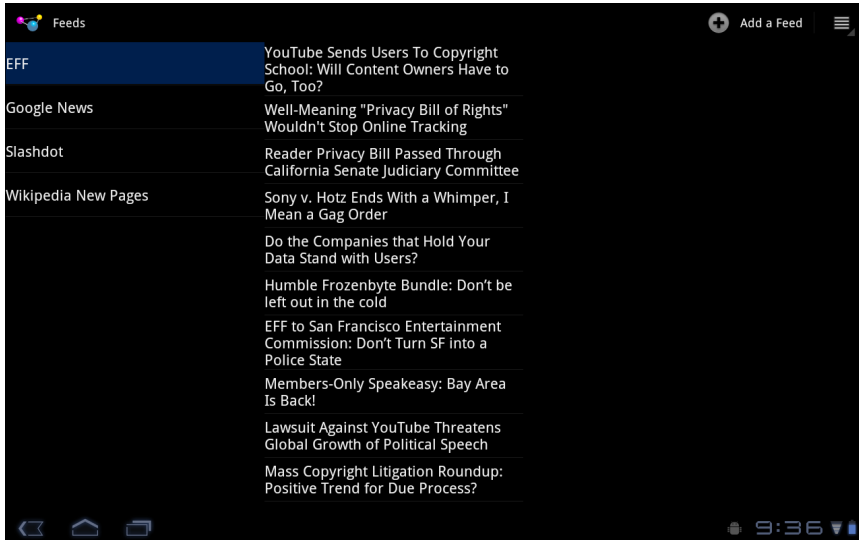 Feeds
Add a Feed
EFF
Google News
Slashdot
Wikipedia New Pages
YouTube Sends Users To Copyright
School: Will Content Owners Have to
Go, Too?
Well-Meaning "Privacy Bill of Rights"
Wouldn't Stop Online Tracking
Reader Privacy Bill Passed Through
California Senate Judiciary Committee
Sony v. Hotz Ends With a Whimper, I
Mean a Gag Order
Do the Companies that Hold Your
Data Stand with Users?
Humble Frozenbyte Bundle: Don’t be
left out in the cold
EFF to San Francisco Entertainment
Commission: Don’t Turn SF into a
Police State
Members-Only Speakeasy: Bay Area
Is Back!
Lawsuit Against YouTube Threatens
Global Growth of Political Speech
Mass Copyright Litigation Roundup:
Positive Trend for Due Process?
9:36